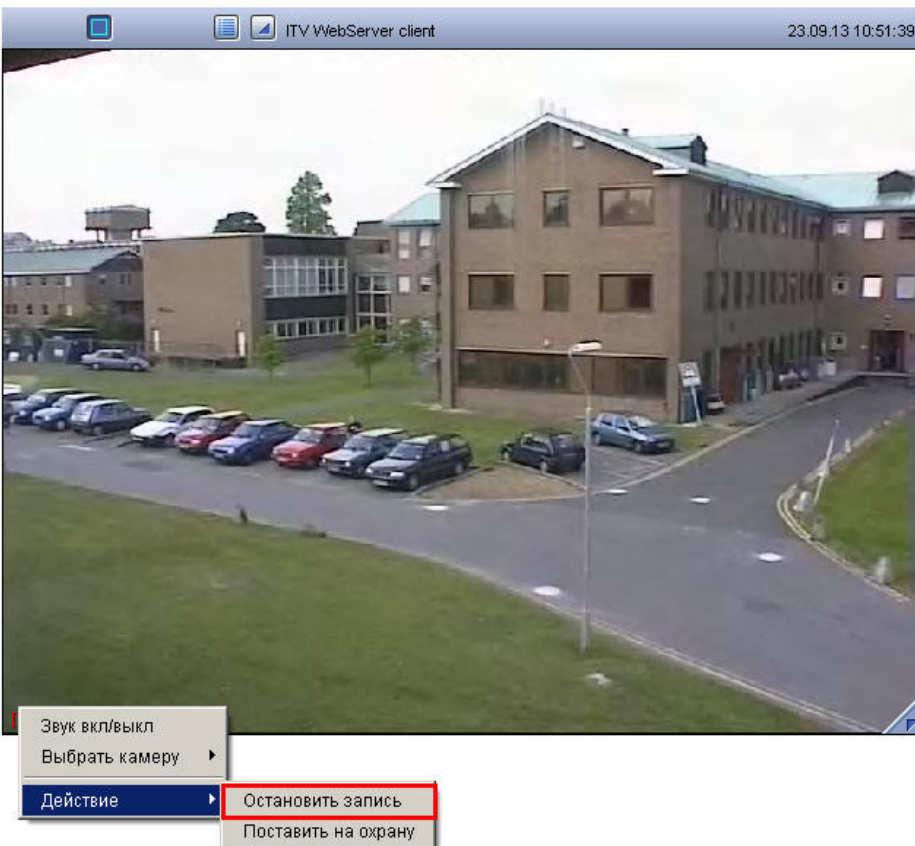 ITV WebServer client
23.09.13 10:51:39
Звук вкл/выкл
Выбрать камеру
Действие
Остановить запись
Поставить на охрану